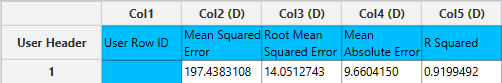 Col1 Col2 (D) Col3 (D) Col4 (D) Col5 (D)
User Header User Row ID Mean Squared Error Root Mean Squared Error Mean Absolute Error R Squared
1 197.4383108 14.0512743 9.6604150 0.9199492